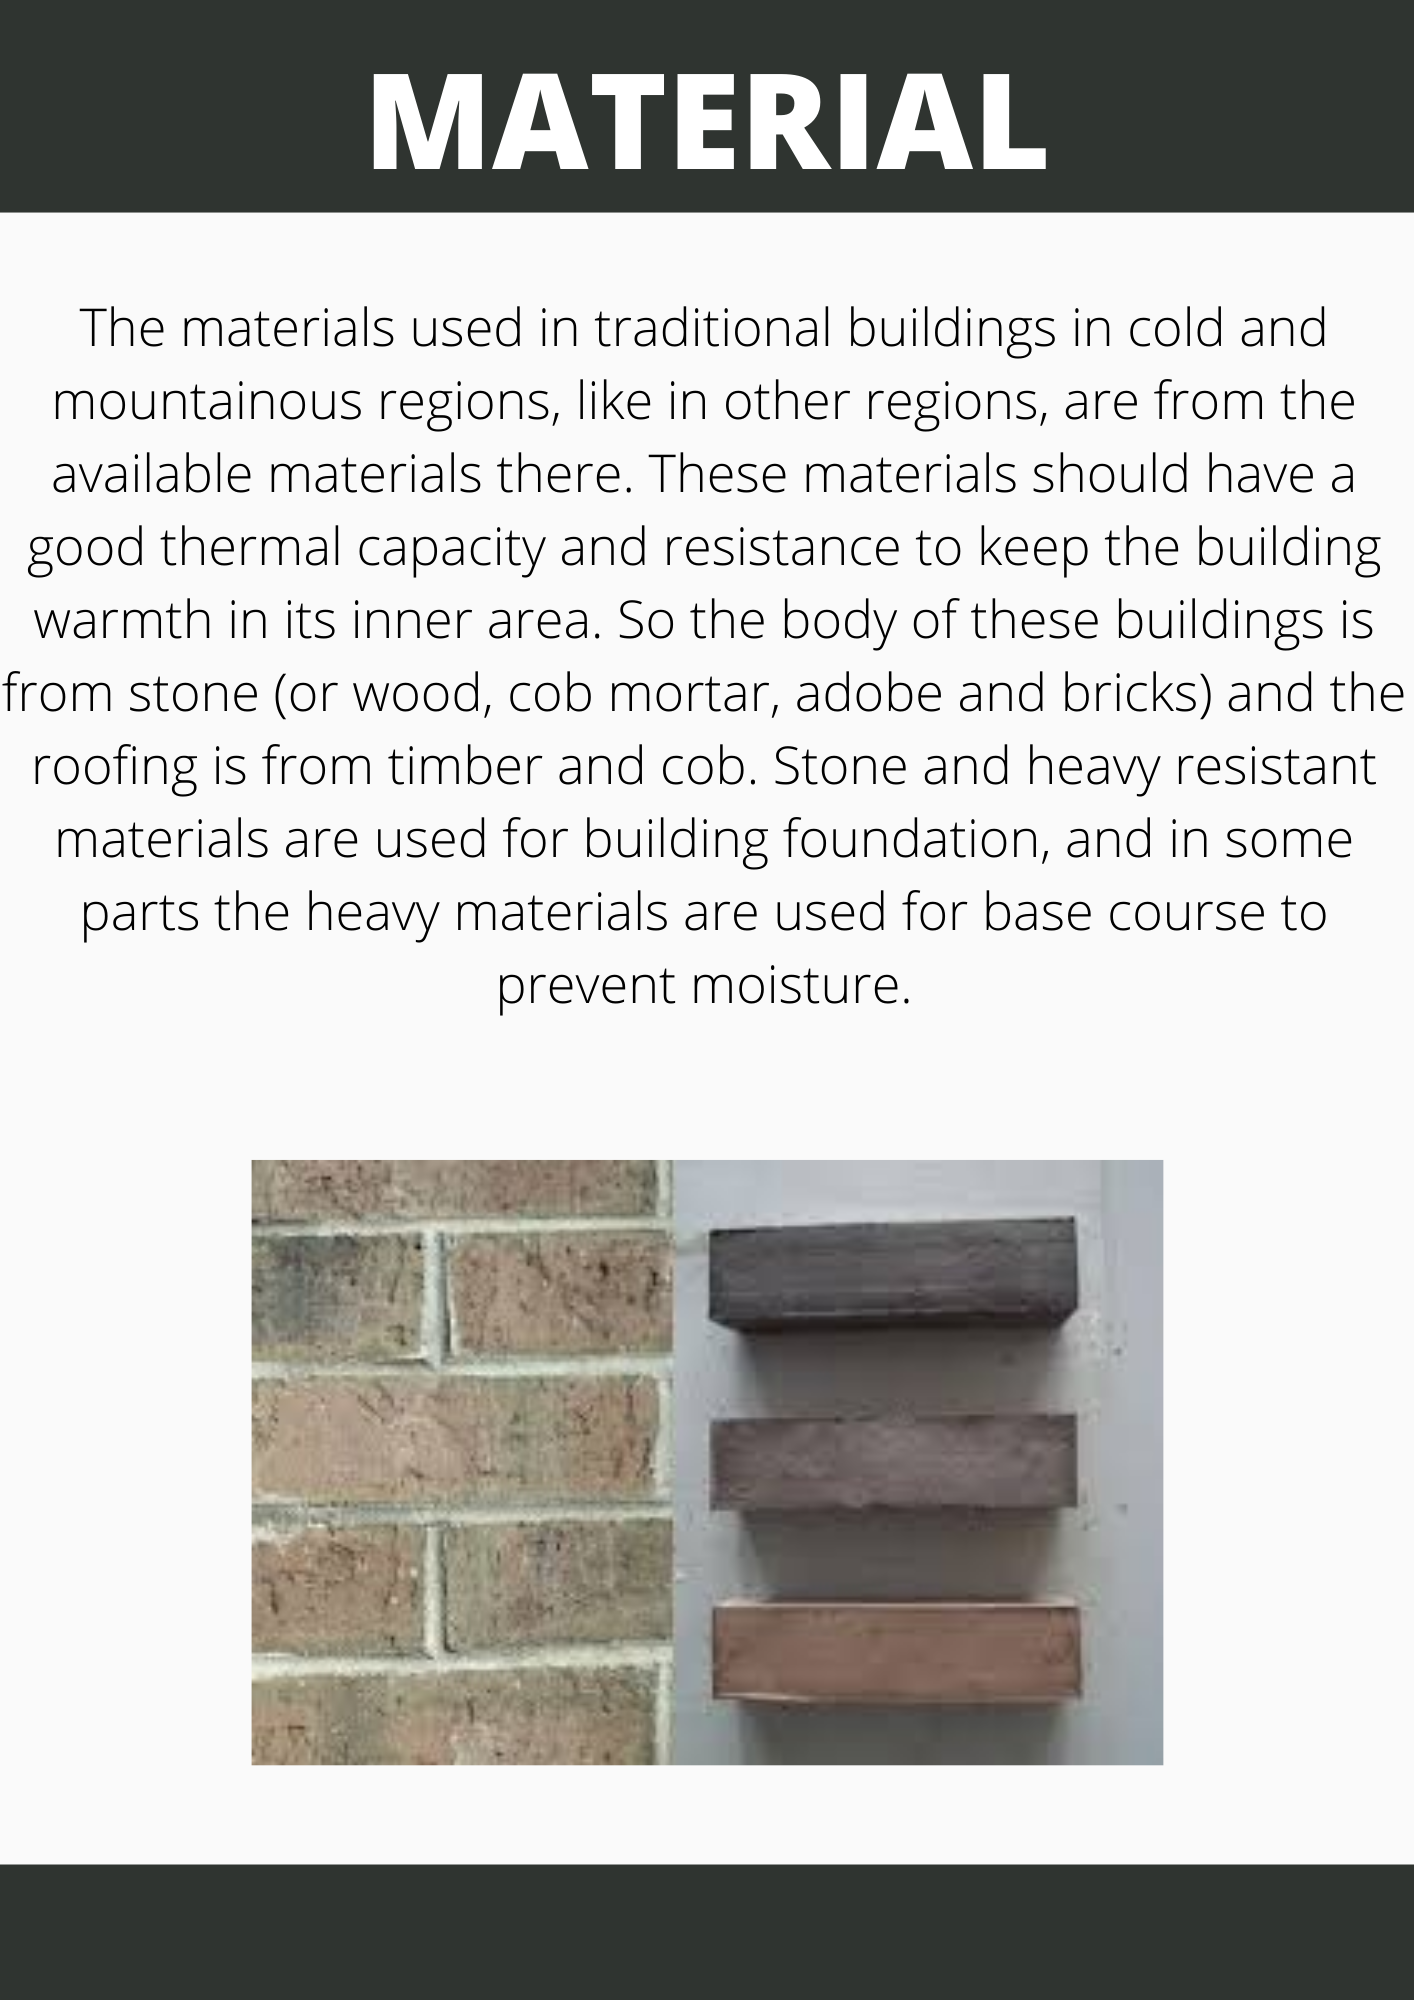 MATERIAL
The materials used in traditional buildings in cold and
mountainous regions, like in other regions, are from the
available materials there. These materials should have a
good thermal capacity and resistance to keep the building
warmth in its inner area. So the body of these buildings is
from stone (or wood, cob mortar, adobe and bricks) and the
roofing is from timber and cob. Stone and heavy resistant
materials are used for building foundation, and in some
parts the heavy materials are used for base course to
prevent moisture.